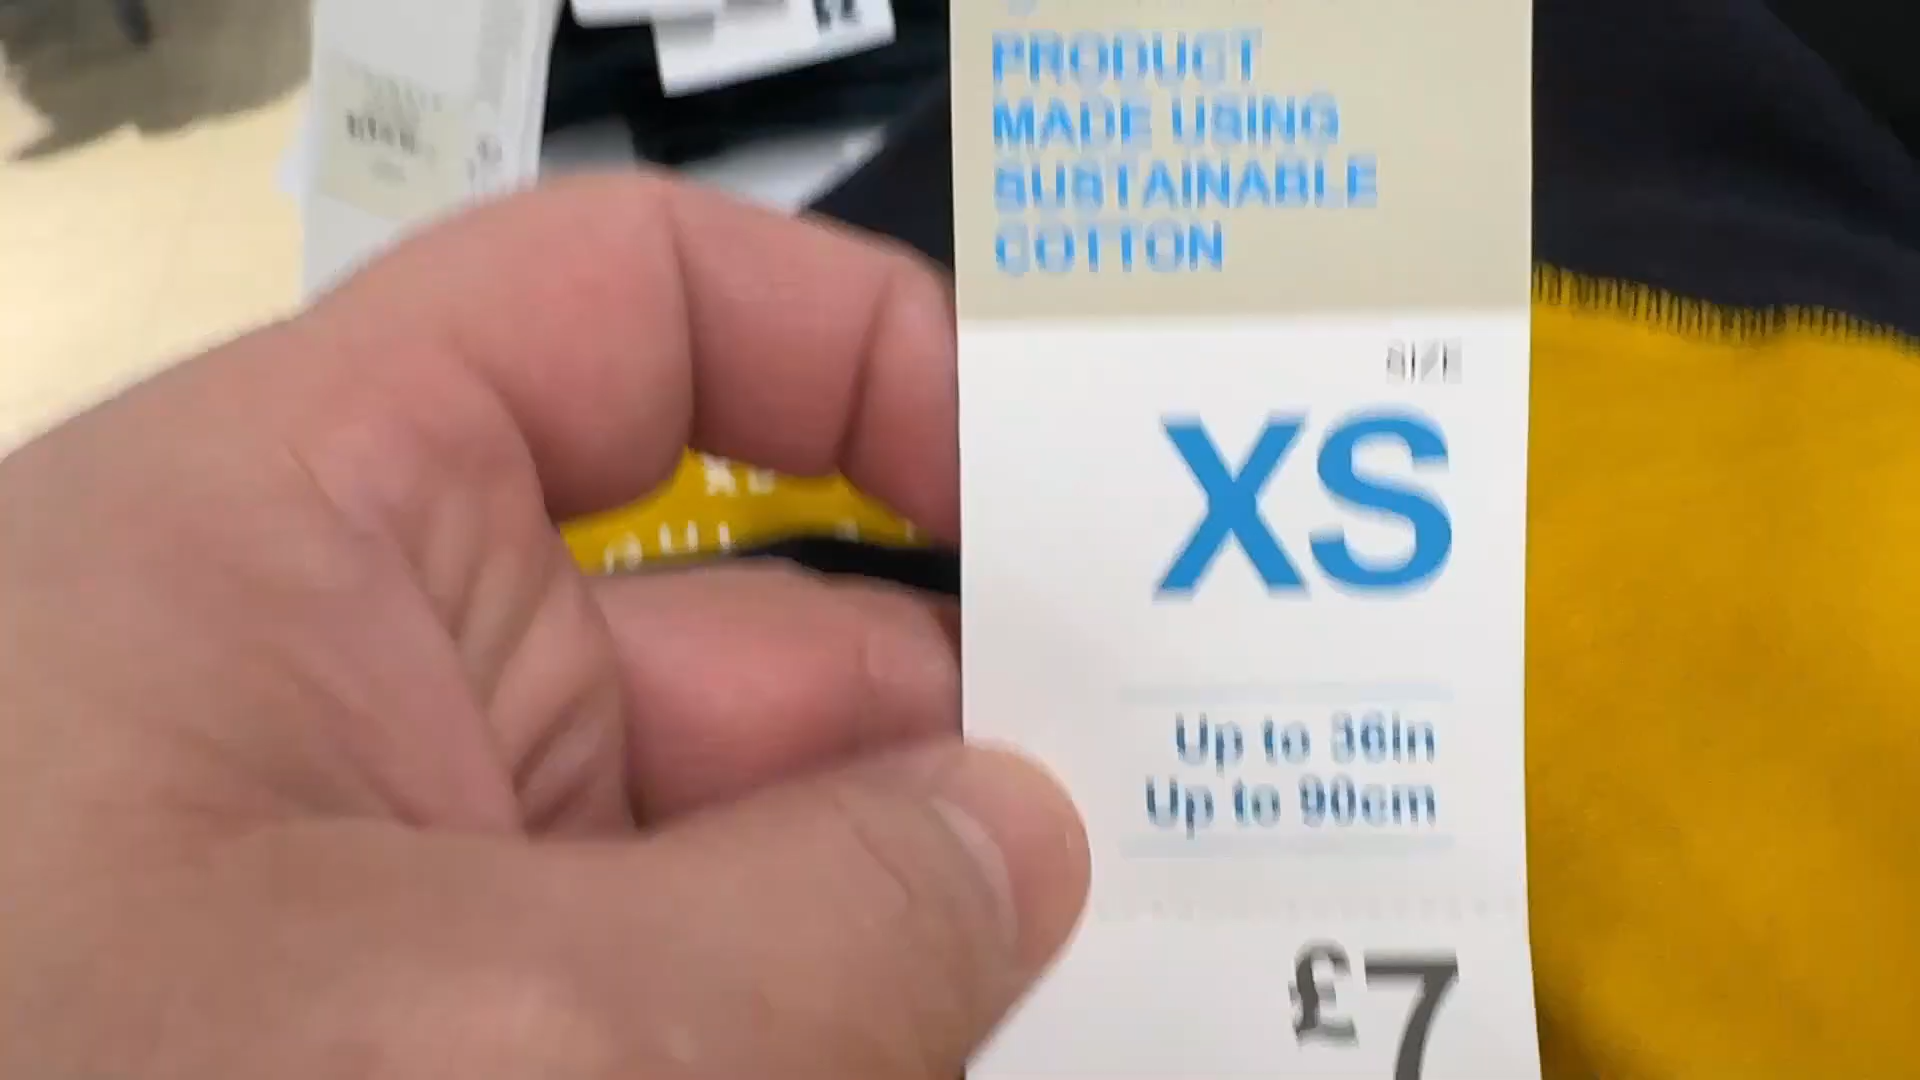 PRODUCT
MADE USING
SUSTAINABLE
COTTON
SIZE
XS
Up to 36in
Up to 90cm
£7